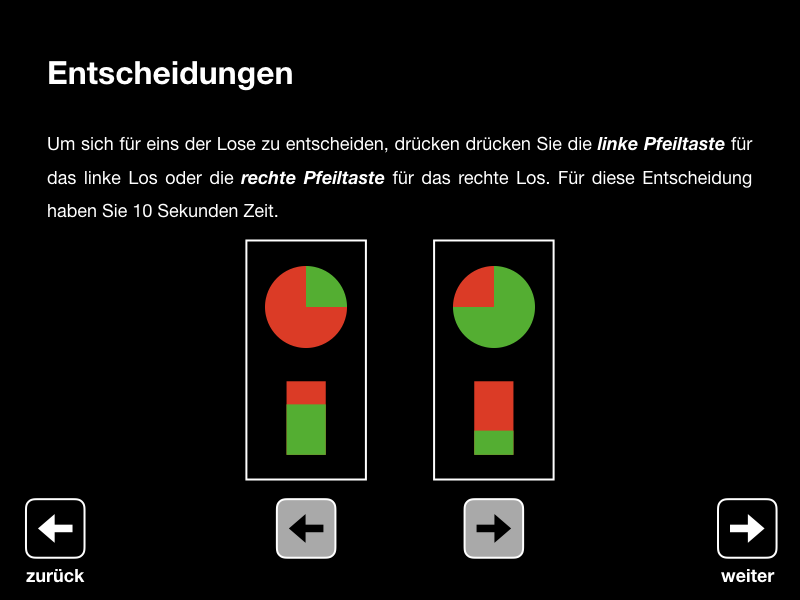 Entscheidungen
Um sich für eins der Lose zu entscheiden, drücken drücken Sie die linke Pfeiltaste für
das linke Los oder die rechte Pfeiltaste für das rechte Los. Für diese Entscheidung
haben Sie 10 Sekunden Zeit.
zurück
weiter